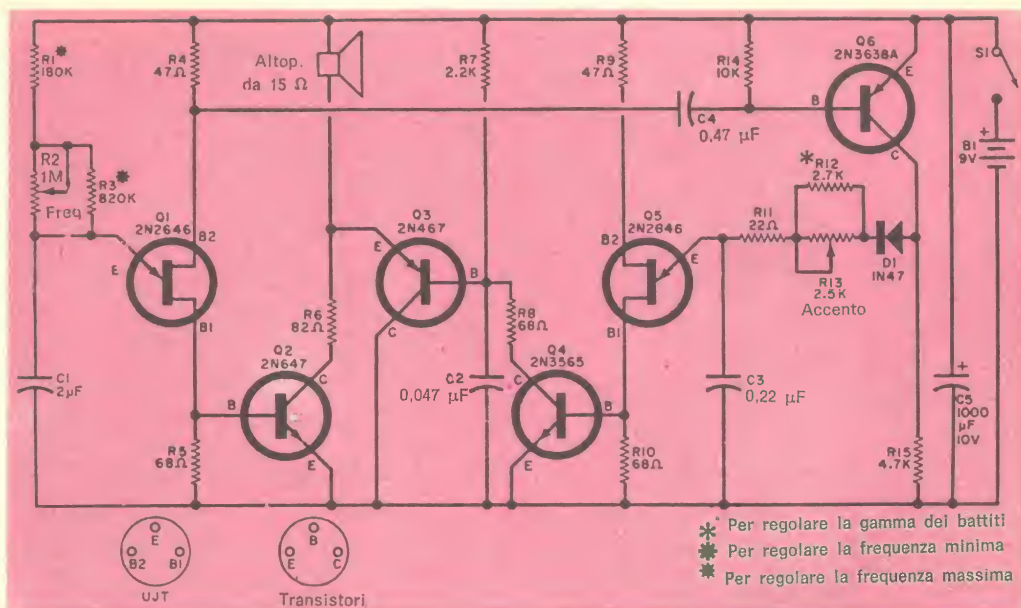 R1*
180K
R2
1M
Freq
R3*
820K
C1
2µF
R4
47Ω
Q1
2N2646
E
B2
B1
R5
68Ω
Altop.
da 15 Ω
R6
82Ω
Q2
2N647
B
C
E
Q3
2N467
E
B
C
R7
2.2K
C2
0,047 µF
R8
68Ω
Q4
2N3565
C
B
E
R9
47Ω
Q5
2N2646
B2
E
B1
R10
68Ω
C4
0,47 µF
R14
10K
R11
22Ω
*R12
2.7K
R13
2.5K
Accento
D1
1N47
C3
0,22 µF
Q6
2N3638A
E
B
C
R15
4.7K
C5
1000
µF
10V
+
S1
+
B1
9V
E
B2 B1
UJT
B
E C
Transistori
* Per regolare la gamma dei battiti
* Per regolare la frequenza minima
* Per regolare la frequenza massima